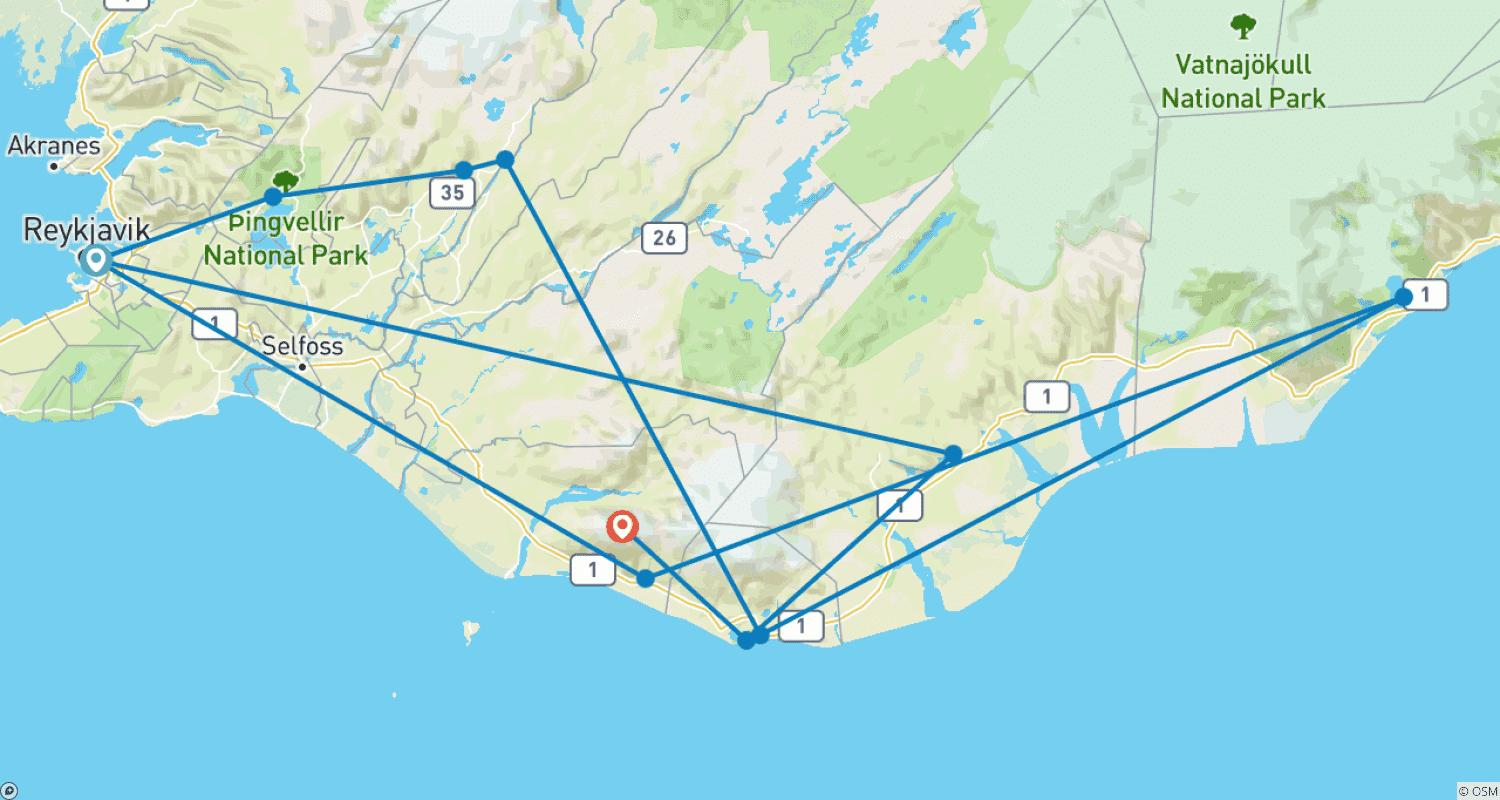 Vatnajökull
National Park
Akranes
35
Reykjavik
Þingvellir
National Park
26
1
1
Selfoss
1
1
1
1
© OSM